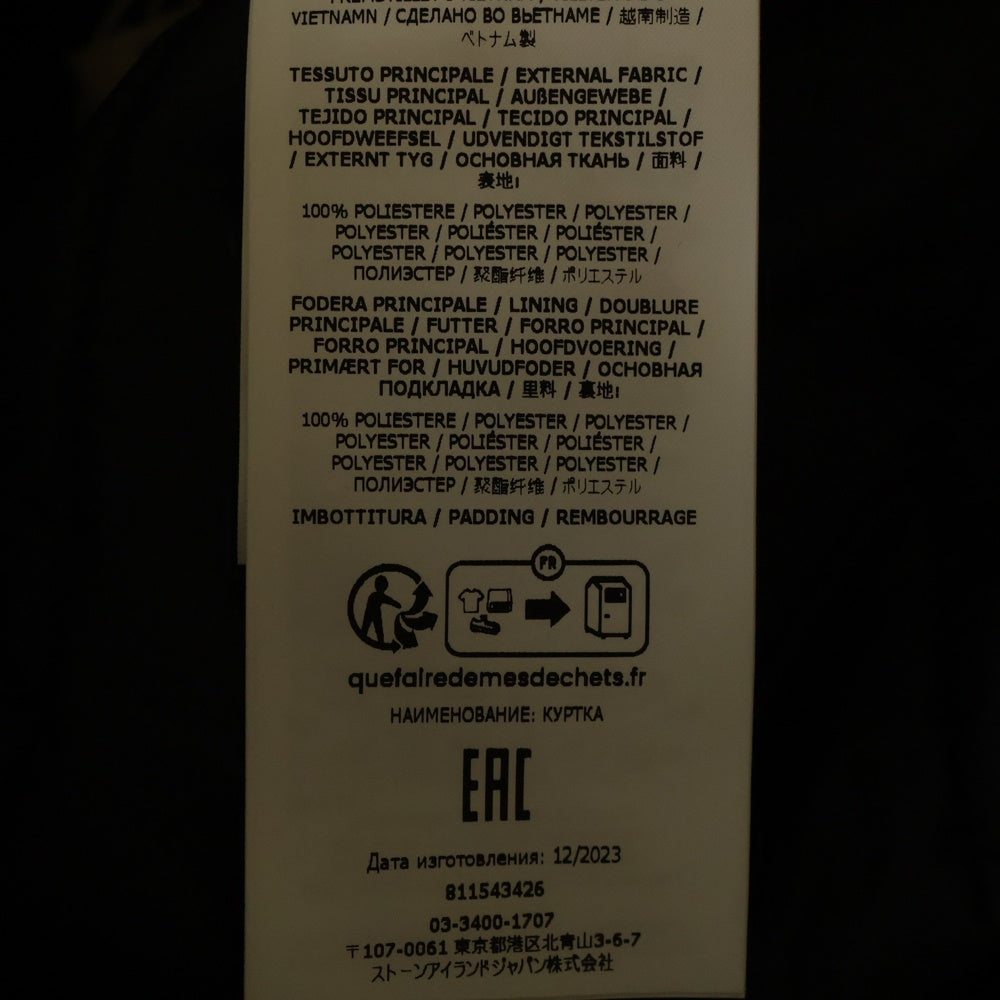 VIETNAMN / СДЕЛАНО ВО ВЬЕТНАМЕ / 越南制造 /
ベトナム製
TESSUTO PRINCIPALE / EXTERNAL FABRIC /
TISSU PRINCIPAL / AUßENGEWEBE /
TEJIDO PRINCIPAL / TECIDO PRINCIPAL /
HOOFDWEEFSEL / UDVENDIGT TEKSTILSTOF
/ EXTERNT TYG / ОСНОВНАЯ ТКАНЬ / 面料 /
表地:
100% POLIESTERE / POLYESTER / POLYESTER /
POLYESTER / POLIÉSTER / POLIÉSTER /
POLYESTER / POLYESTER / POLYESTER /
ПОЛИЭСТЕР / 聚酯纤维 / ポリエステル
FODERA PRINCIPALE / LINING / DOUBLURE
PRINCIPALE / FUTTER / FORRO PRINCIPAL /
FORRO PRINCIPAL / HOOFDVOERING /
PRIMÆRT FOR / HUVUDFODER / ОСНОВНАЯ
ПОДКЛАДКА / 里料 / 裏地:
100% POLIESTERE / POLYESTER / POLYESTER /
POLYESTER / POLIÉSTER / POLIÉSTER /
POLYESTER / POLYESTER / POLYESTER /
ПОЛИЭСТЕР / 聚酯纤维 / ポリエステル
IMBOTTITURA / PADDING / REMBOURRAGE
FR
quefairedemesdechets.fr
НАИМЕНОВАНИЕ: КУРТКА
EAC
Дата изготовления: 12/2023
811543426
03-3400-1707
〒107-0061 東京都港区北青山3-6-7
ストーンアイランドジャパン株式会社